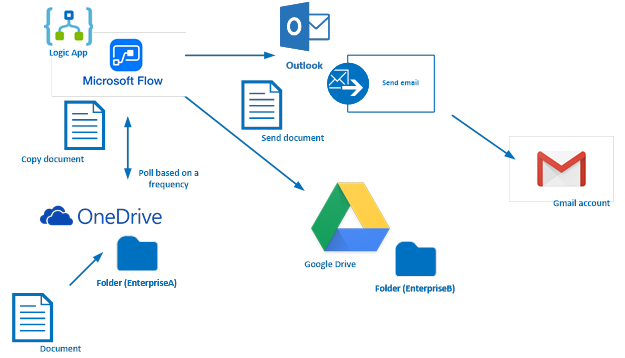 Logic App
Microsoft Flow
Outlook
Send email
Copy document
Send document
Poll based on a
frequency
Gmail account
OneDrive
Google Drive
Folder (EnterpriseA)
Folder (EnterpriseB)
Document